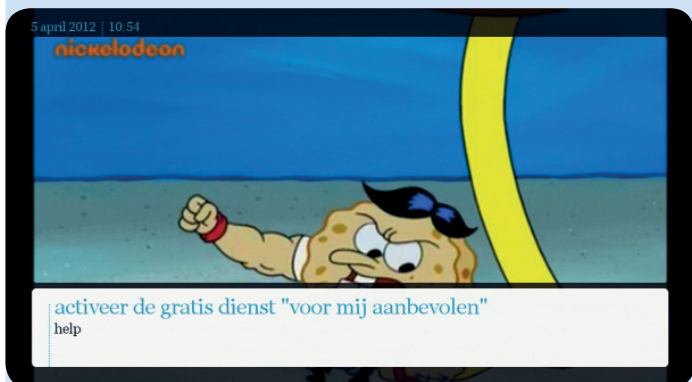 5 april 2012 10:54
nickelodeon
activeer de gratis dienst "voor mij aanbevolen"
help